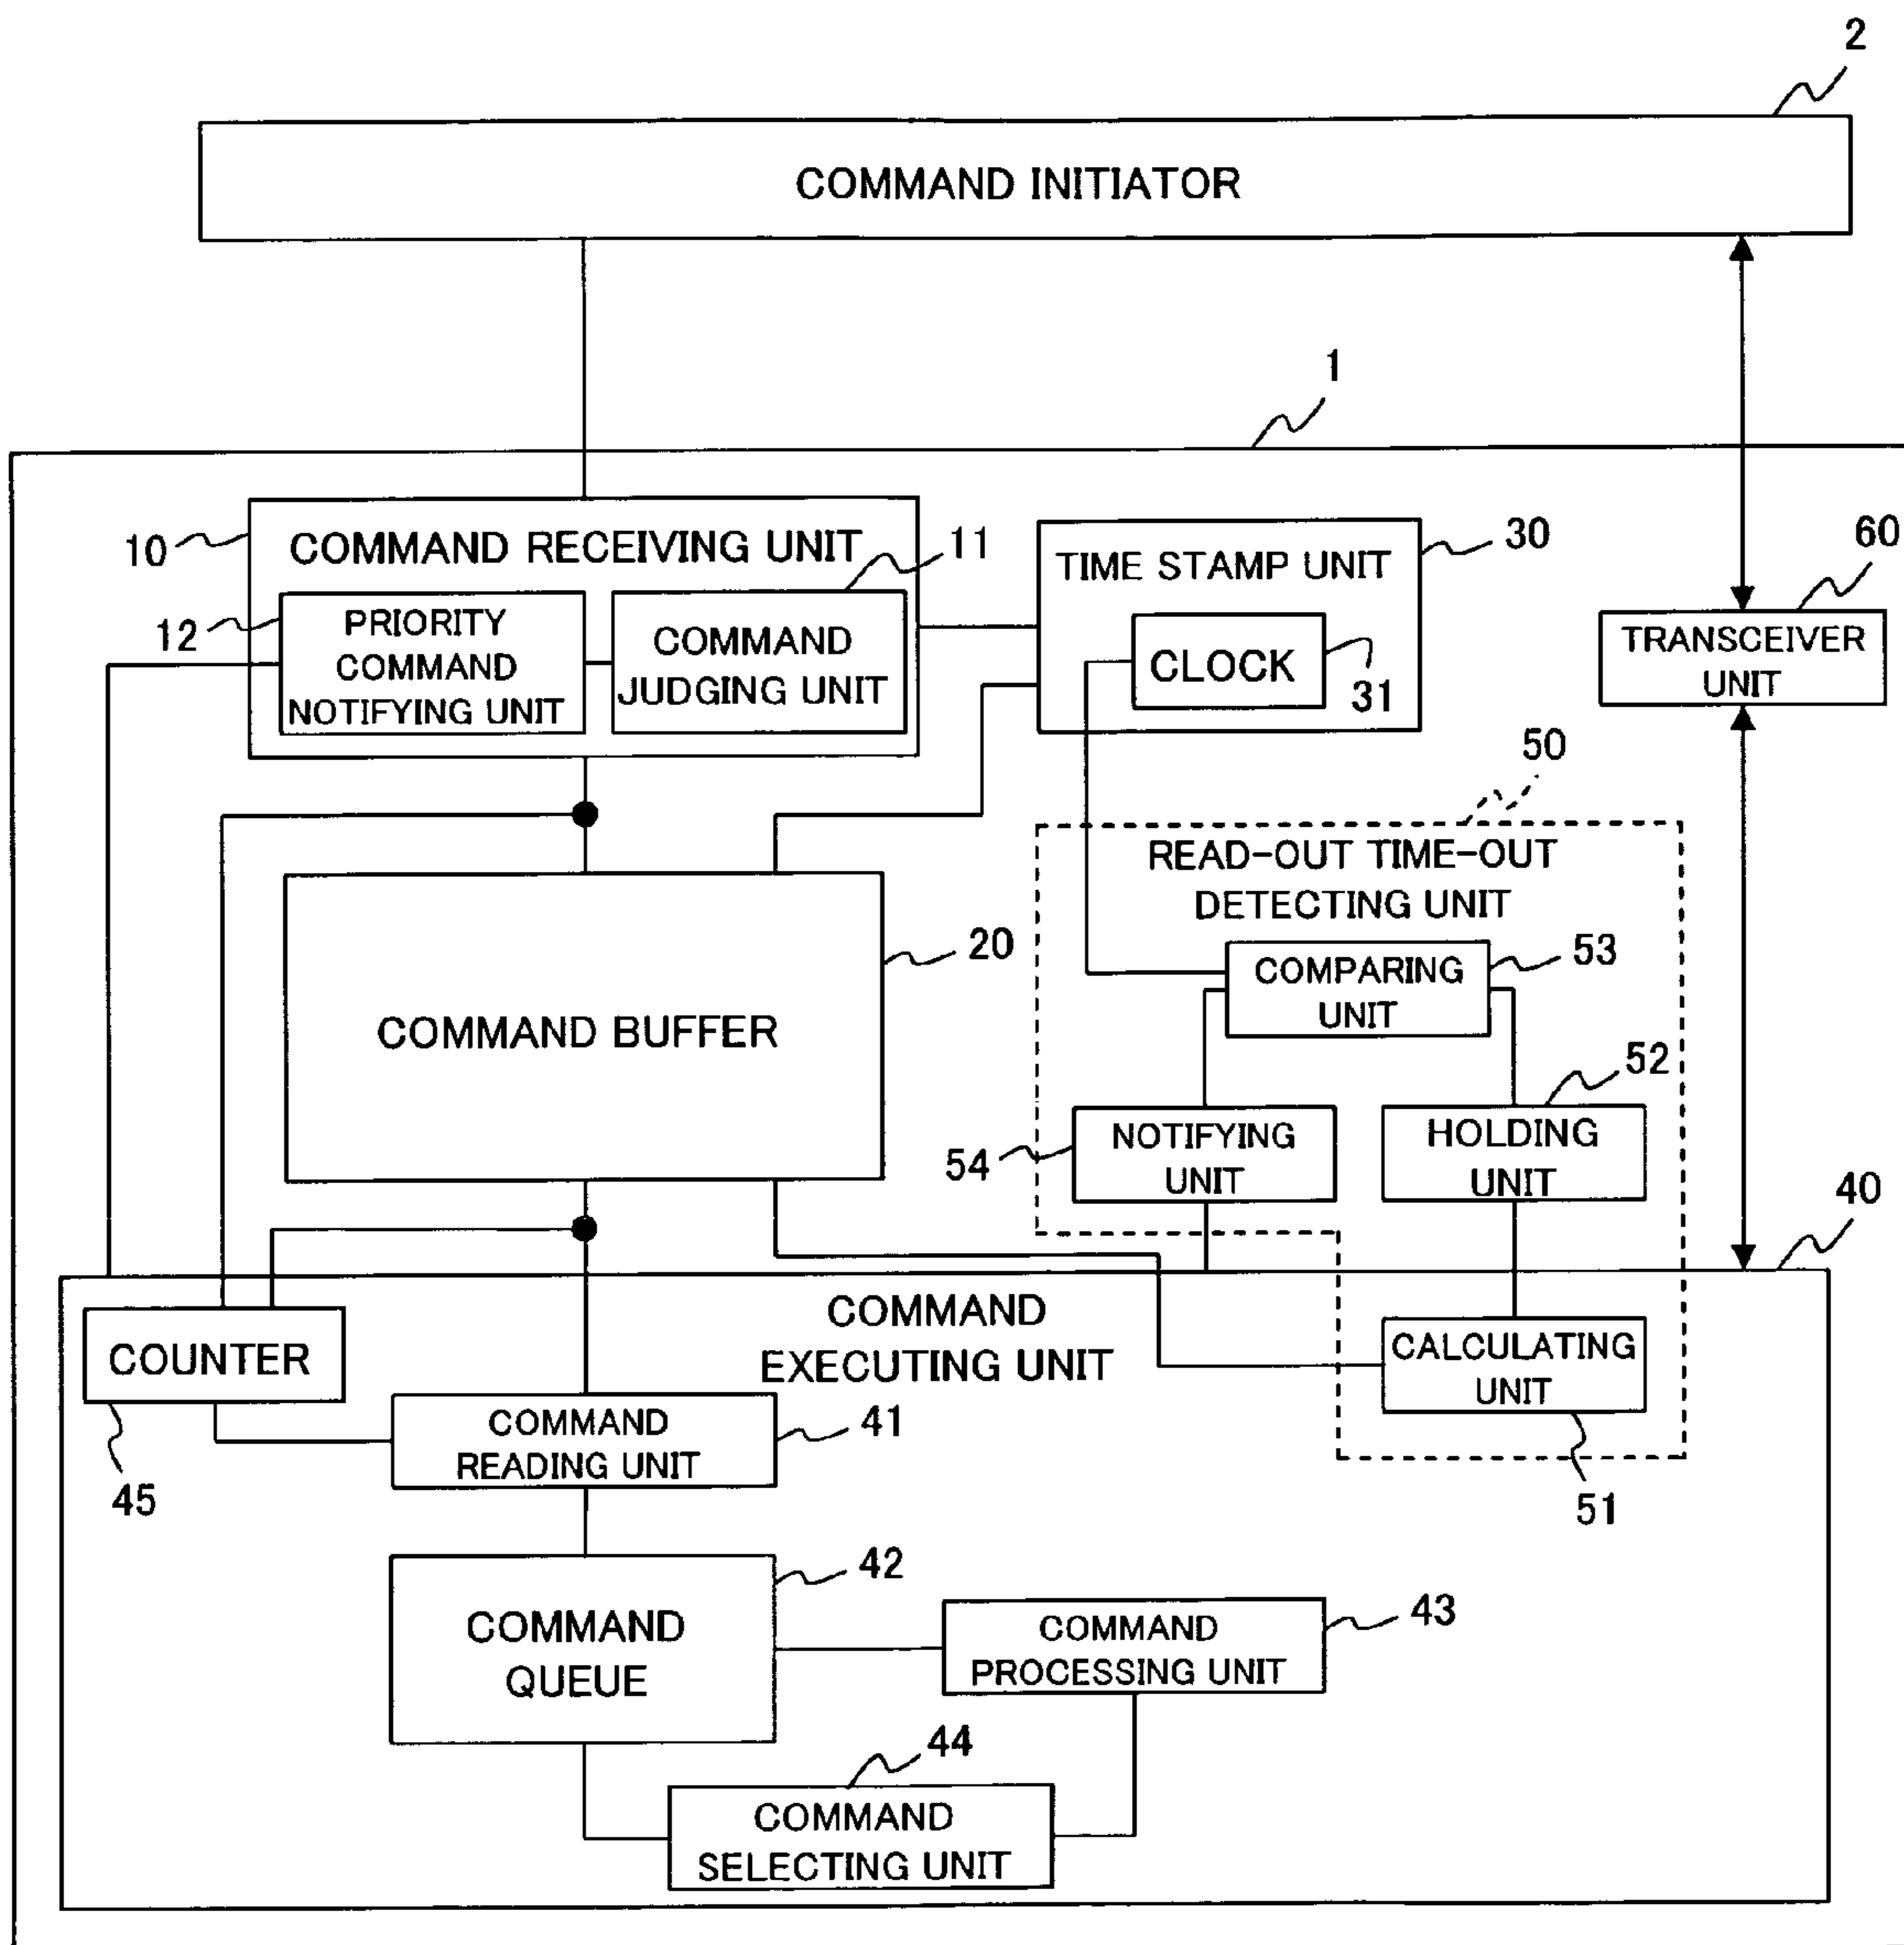 2
COMMAND INITIATOR
1
10
COMMAND RECEIVING UNIT
11
12
PRIORITY
COMMAND
NOTIFYING UNIT
COMMAND
JUDGING UNIT
30
TIME STAMP UNIT
CLOCK
31
60
TRANSCEIVER
UNIT
50
READ-OUT TIME-OUT
DETECTING UNIT
20
COMMAND BUFFER
COMPARING
UNIT
53
52
54
NOTIFYING
UNIT
HOLDING
UNIT
40
COMMAND
EXECUTING UNIT
COUNTER
45
CALCULATING
UNIT
51
COMMAND
READING UNIT
41
42
COMMAND
QUEUE
43
COMMAND
PROCESSING UNIT
44
COMMAND
SELECTING UNIT